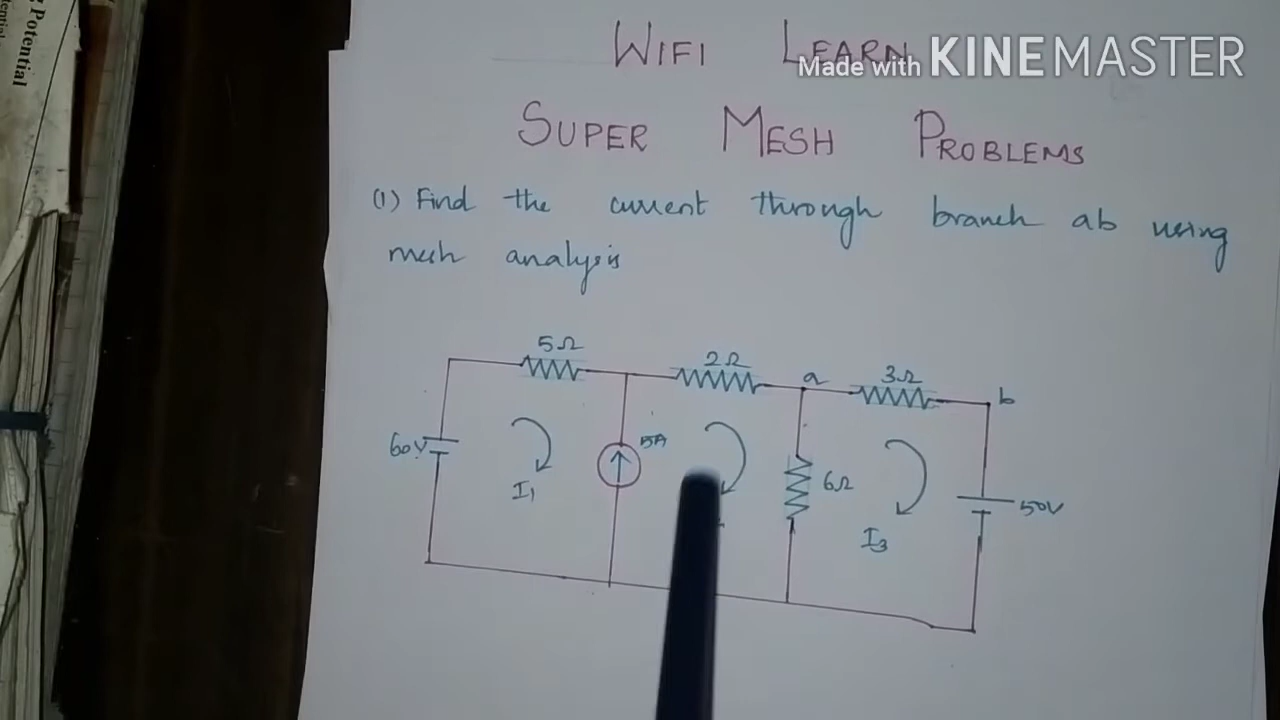 Potential
WIFI LEARN
Made with KINEMASTER
SUPER MESH PROBLEMS
(1) Find the current through branch ab using
mesh analysis
5Ω
2Ω
a
3Ω
b
60V
5A
6Ω
50V
I1
I3